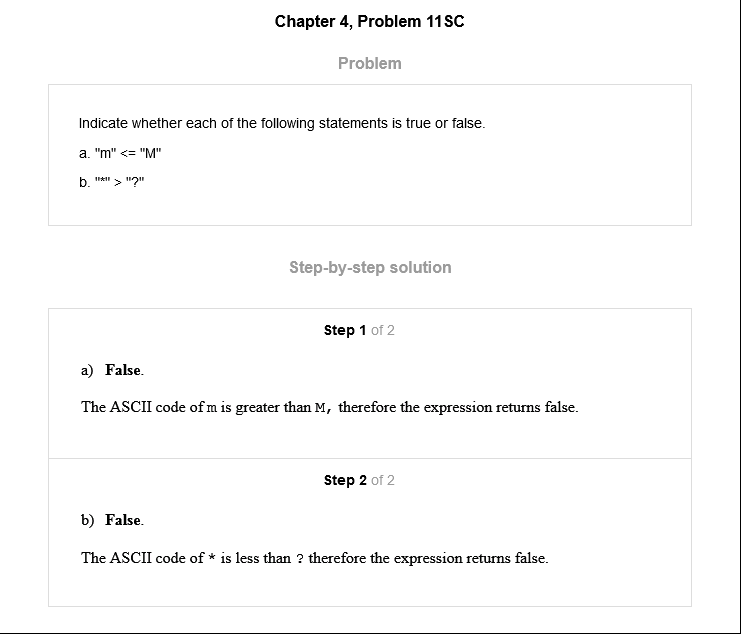 Chapter 4, Problem 11SC
Problem
Indicate whether each of the following statements is true or false.
a. "m" <= "M"
b. "*" > "?"
Step-by-step solution
Step 1 of 2
a) False.
The ASCII code of m is greater than M, therefore the expression returns false.
Step 2 of 2
b) False.
The ASCII code of * is less than ? therefore the expression returns false.